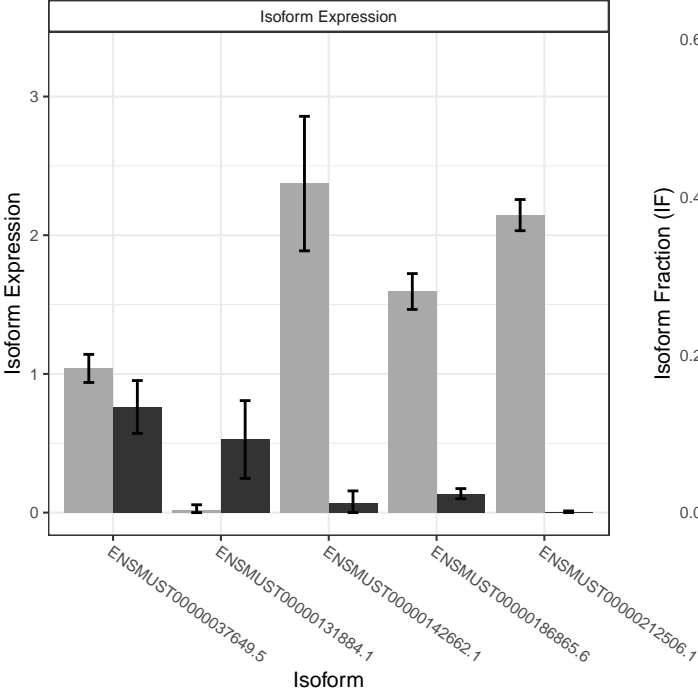 Isoform Expression
Isoform Expression
3
2
1
0
ENSMUST00000037649.5
ENSMUST00000131884.1
ENSMUST00000142662.1
ENSMUST00000186865.6
ENSMUST00000212506.1
Isoform
Isoform Fraction (IF)
0.6
0.4
0.2
0.0